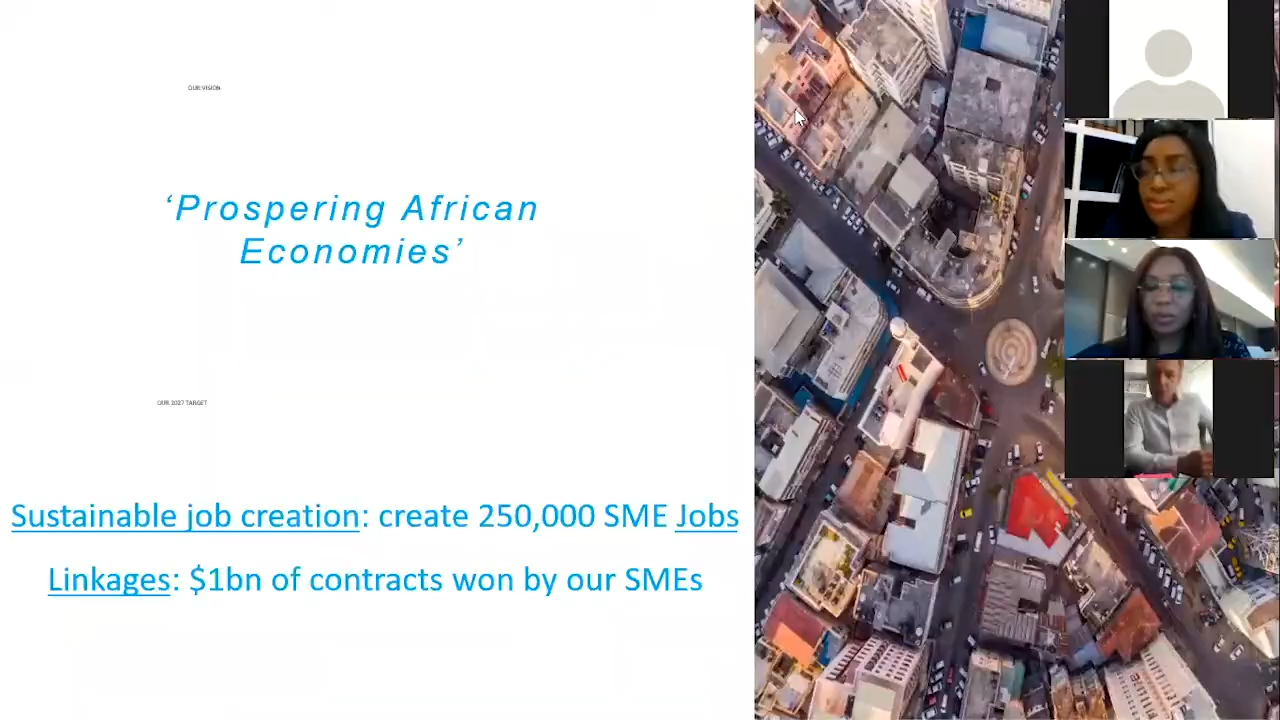 OUR VISION
‘Prospering African
Economies’
OUR 2027 TARGET
Sustainable job creation: create 250,000 SME Jobs
Linkages: $1bn of contracts won by our SMEs